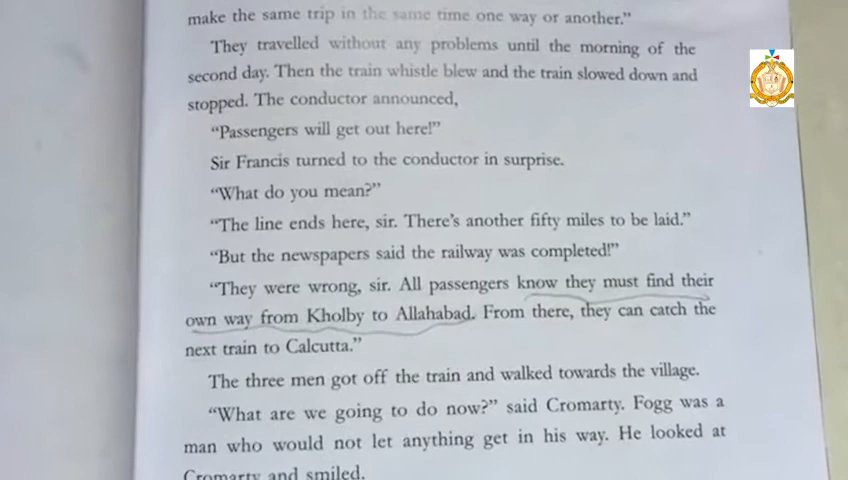 make the same trip in the same time one way or another.”
They travelled without any problems until the morning of the
second day. Then the train whistle blew and the train slowed down and
stopped. The conductor announced,
“Passengers will get out here!”
Sir Francis turned to the conductor in surprise.
“What do you mean?”
“The line ends here, sir. There’s another fifty miles to be laid.”
“But the newspapers said the railway was completed!”
“They were wrong, sir. All passengers know they must find their
own way from Kholby to Allahabad. From there, they can catch the
next train to Calcutta.”
The three men got off the train and walked towards the village.
“What are we going to do now?” said Cromarty. Fogg was a
man who would not let anything get in his way. He looked at
Cromarty and smiled.